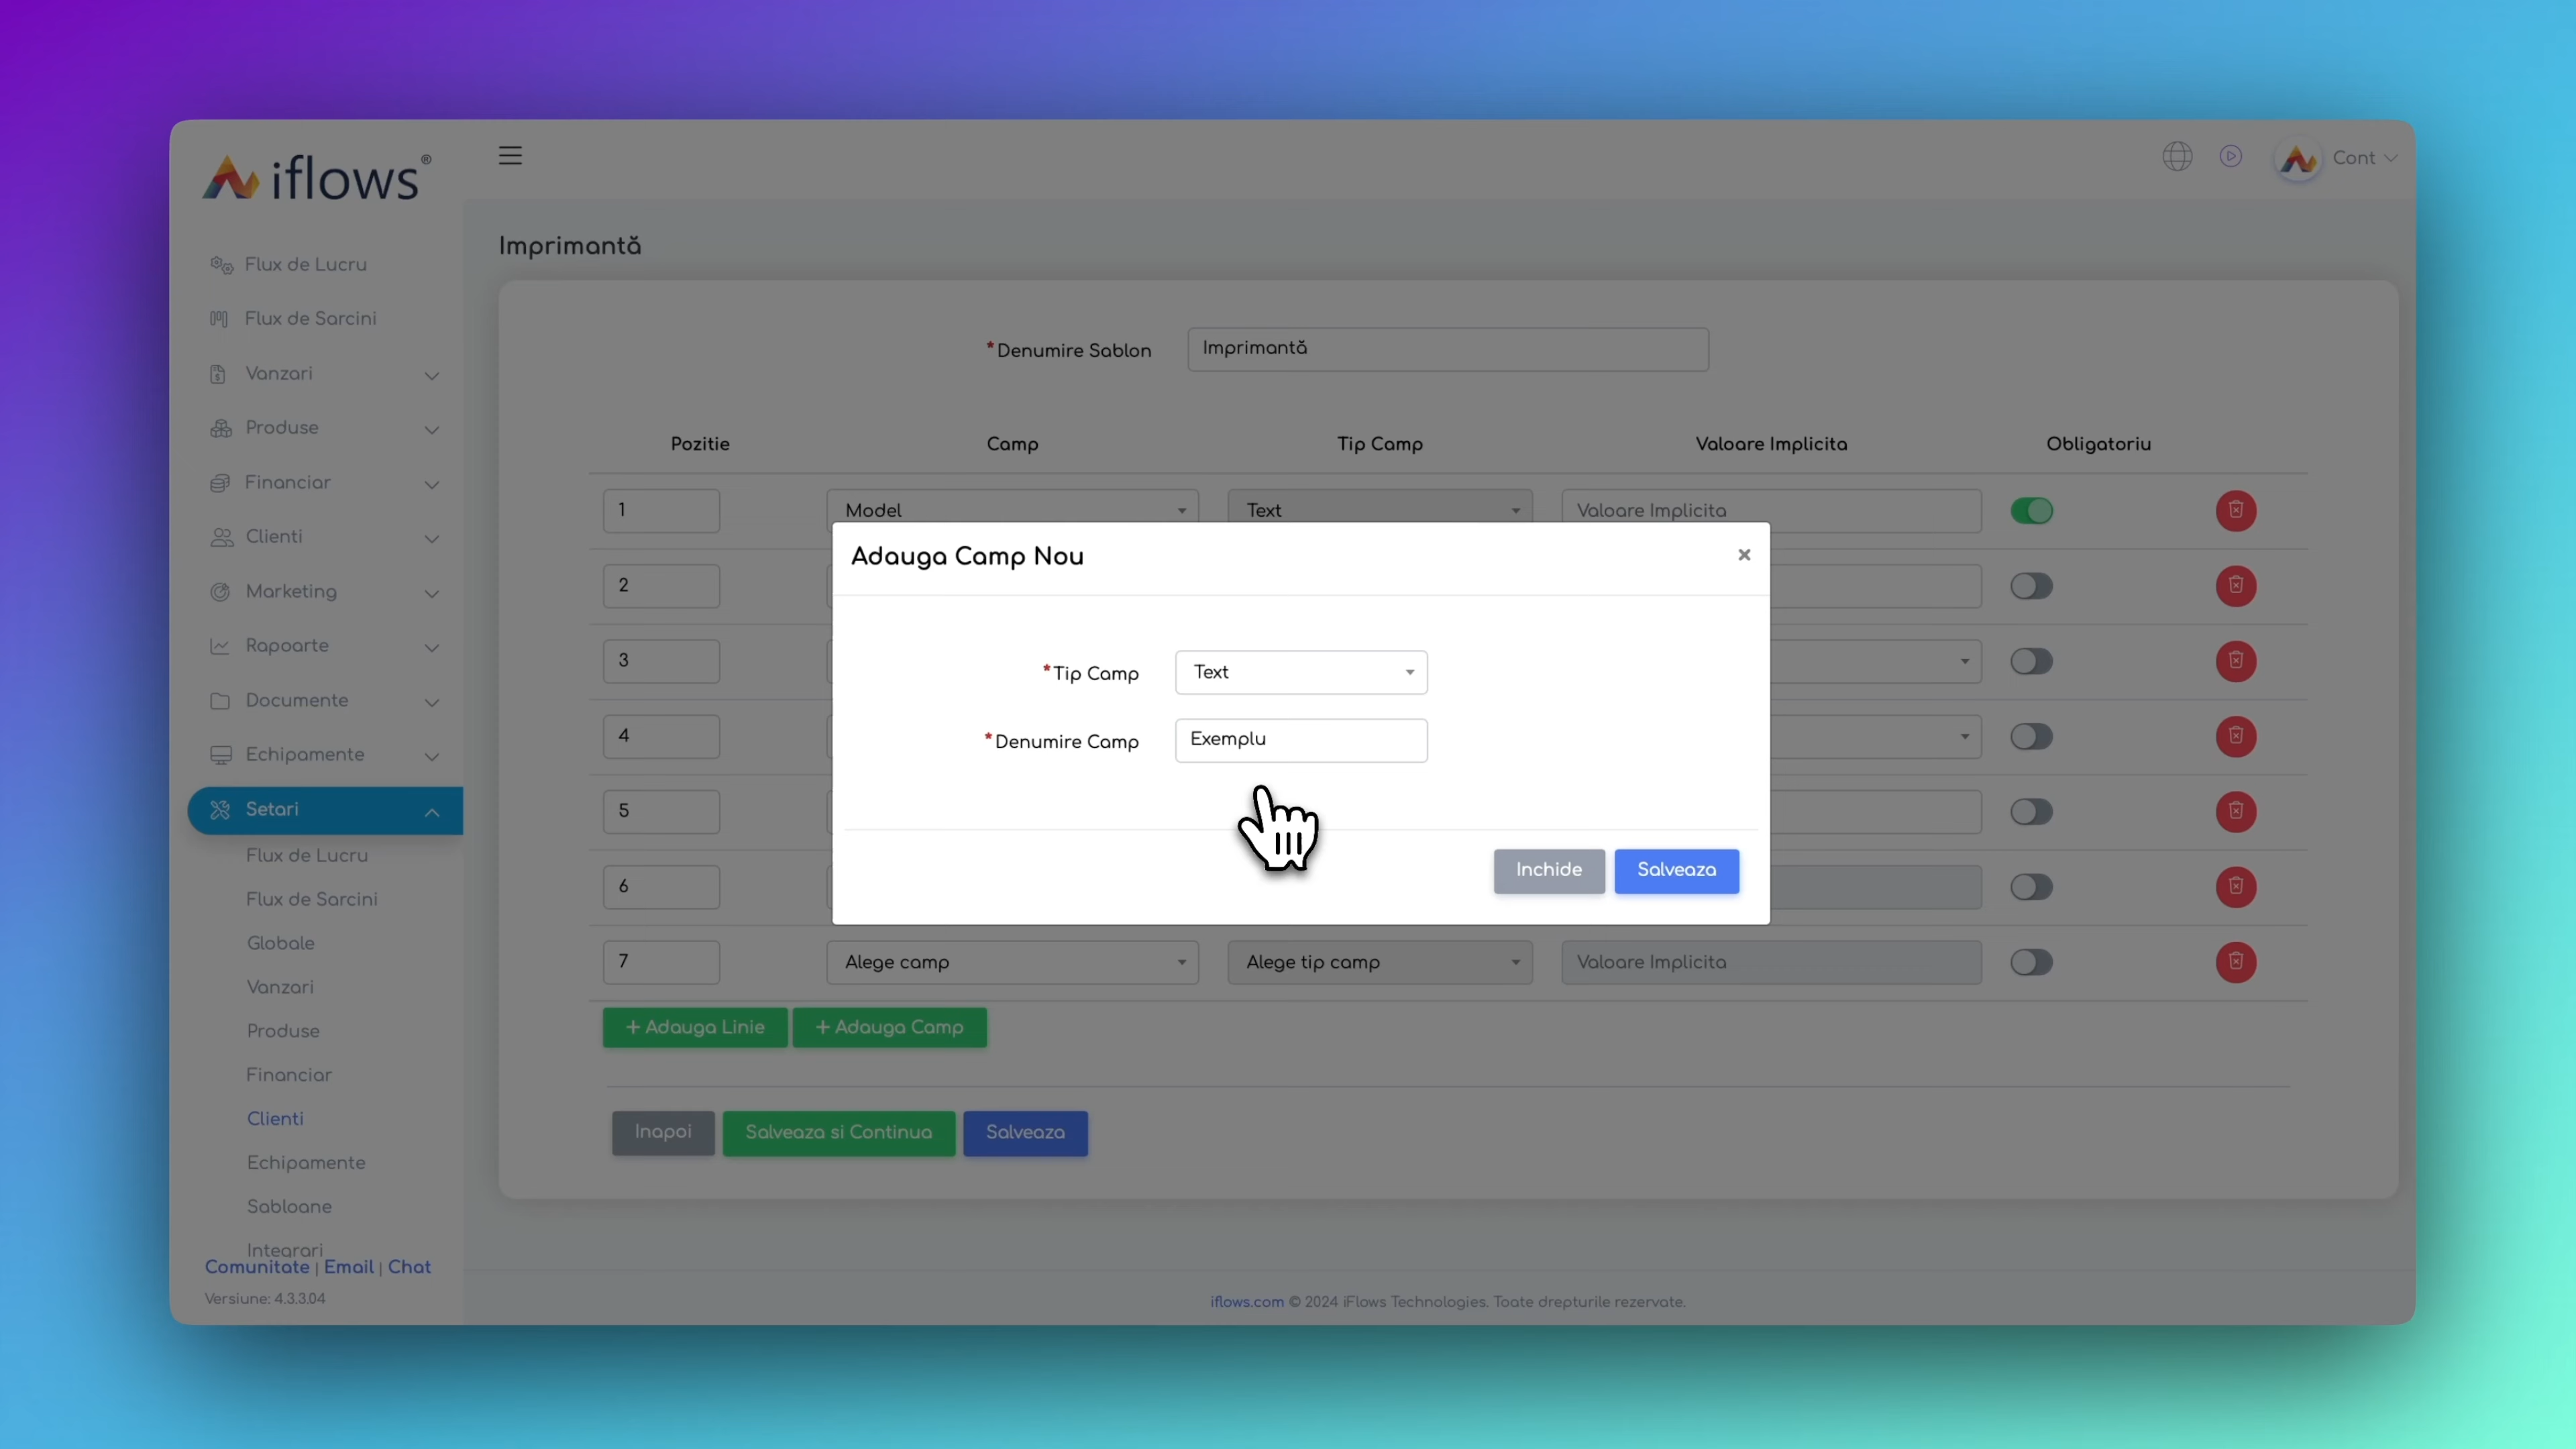 iflows®
Cont
Flux de Lucru
Flux de Sarcini
Vanzari
Produse
Financiar
Clienti
Marketing
Rapoarte
Documente
Echipamente
Setari
Flux de Lucru
Flux de Sarcini
Globale
Vanzari
Produse
Financiar
Clienti
Echipamente
Sabloane
Integrari
Comunitate | Email | Chat
Versiune: 4.3.3.04
Imprimantă
*Denumire Sablon Imprimantă
Pozitie Camp Tip Camp Valoare Implicita Obligatoriu
1 Model Text Valoare Implicita
2
3
4
5
6
7 Alege camp Alege tip camp Valoare Implicita
Adauga Camp Nou ×
*Tip Camp Text
*Denumire Camp Exemplu
Inchide Salveaza
+ Adauga Linie + Adauga Camp
Inapoi Salveaza si Continua Salveaza
iflows.com © 2024 iFlows Technologies. Toate drepturile rezervate.